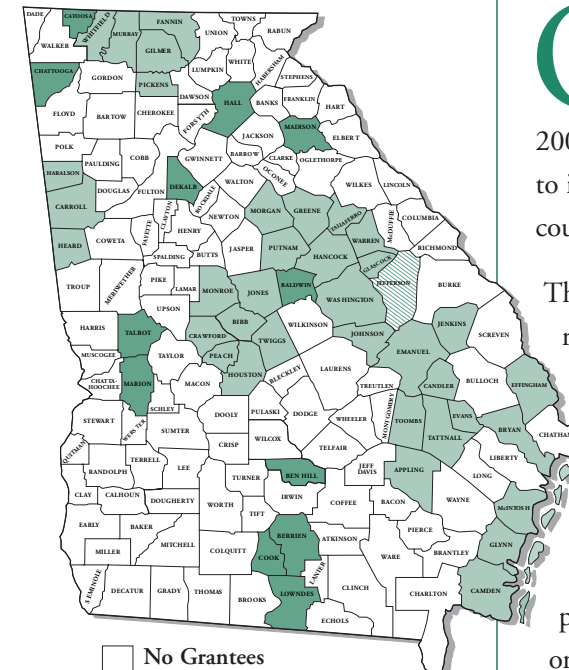 DADE CATOOSA WHITFIELD MURRAY FANNIN UNION TOWNS RABUN
WALKER GILMER LUMPKIN WHITE HABERSHAM STEPHENS
CHATTOOGA GORDON PICKENS DAWSON HALL BANKS FRANKLIN HART
FLOYD BARTOW CHEROKEE FORSYTH JACKSON MADISON ELBERT
POLK PAULDING COBB GWINNETT BARROW CLARKE OGLETHORPE
HARALSON DOUGLAS FULTON DEKALB ROCKDALE WALTON OCONEE WILKES LINCOLN
CARROLL FAYETTE CLAYTON HENRY NEWTON MORGAN GREENE TALIAFERRO McDUFFIE COLUMBIA
HEARD COWETA SPALDING BUTTS JASPER PUTNAM HANCOCK WARREN GLASCOCK RICHMOND
TROUP MERIWETHER PIKE LAMAR MONROE JONES BALDWIN WASHINGTON JEFFERSON BURKE
HARRIS TALBOT UPSON CRAWFORD BIBB TWIGGS WILKINSON JOHNSON JENKINS SCREVEN
MUSCOGEE TAYLOR PEACH HOUSTON BLECKLEY LAURENS EMANUEL
CHATTA-
HOOCHEE MARION MACON TREUTLEN CANDLER BULLOCH EFFINGHAM
STEWART WEBSTER SCHLEY SUMTER DOOLY PULASKI DODGE WHEELER MONTGOMERY TOOMBS TATTNALL EVANS BRYAN CHATHA
QUITMAN RANDOLPH TERRELL LEE CRISP WILCOX TELFAIR JEFF
DAVIS APPLING LONG LIBERTY
CLAY CALHOUN DOUGHERTY WORTH TURNER BEN HILL IRWIN COFFEE BACON WAYNE McINTOSH
EARLY BAKER MITCHELL TIFT BERRIEN ATKINSON PIERCE GLYNN
MILLER COLQUITT COOK WARE BRANTLEY
SEMINOLE DECATUR GRADY THOMAS BROOKS LOWNDES LANIER CLINCH CHARLTON CAMDEN
ECHOLS
No Grantees
200
to i
cou
Th
r
p
or